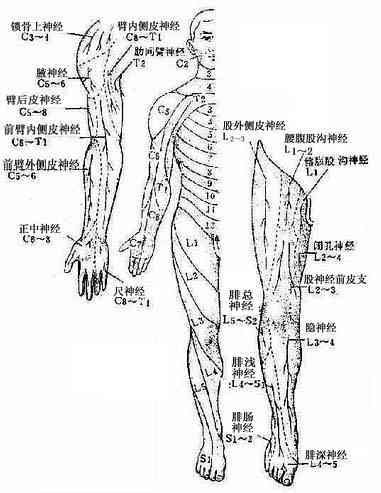 锁骨上神经
C3~4
臂内侧皮神经
C8~T1
肋间臂神经
T2
腋神经
C5~6
臂后皮神经
C5~8
前臂内侧皮神经
C8~T1
前臂外侧皮神经
C5~6
正中神经
C6~8
尺神经
C8~T1
C2
3
4
T2
C5
3
4
5
6
C6
7
8
9
T1
10
11
C8
12
C7
L1
L2
L3
L4
L5
S1
股外侧皮神经
L2~3
腰腹股沟神经
L1~2
髂腹股沟神经
L1
闭孔神经
L2~4
股神经前皮支
L2~3
腓总
神经
L5~S2
隐神经
L3~4
腓浅
神经
L4~S1
腓肠
神经
S1~2
腓深神经
L4~5